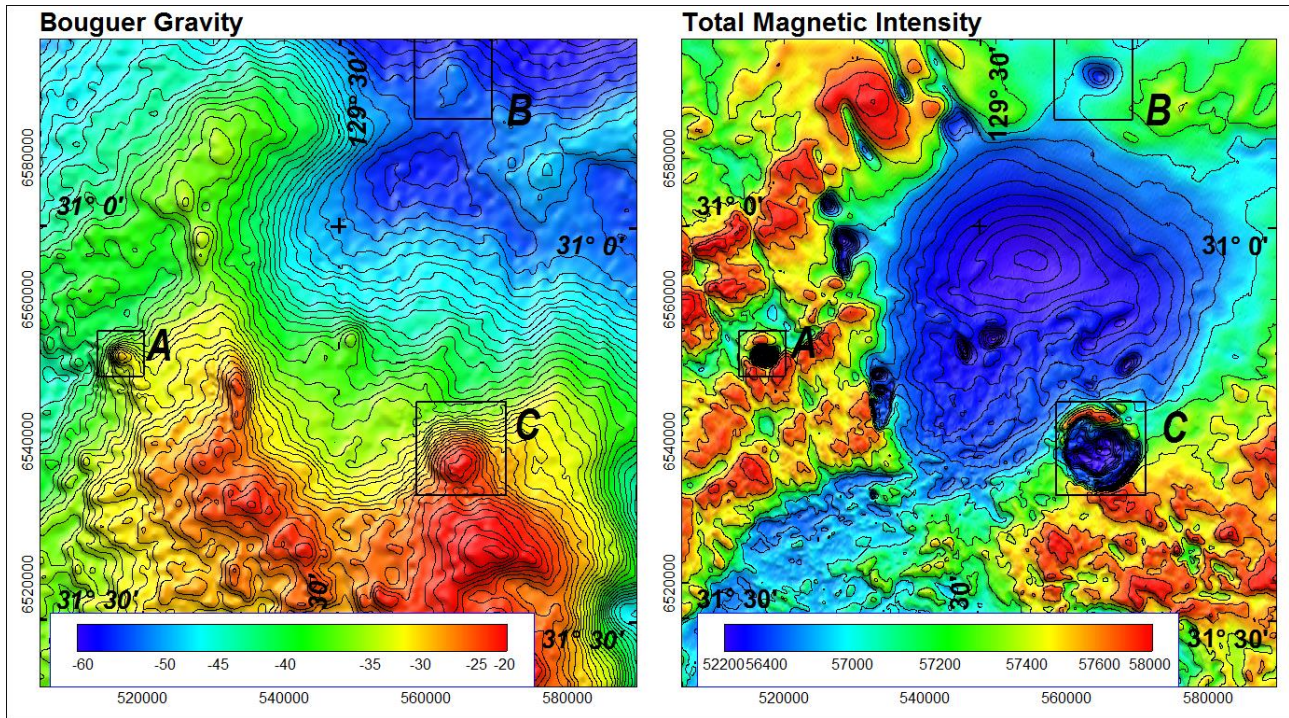 Bouguer Gravity
129° 30'
B
6580000
31° 0'
31° 0'
6560000
A
C
6540000
6520000
31° 30'
30'
31° 30'
-60 -50 -45 -40 -35 -30 -25 -20
520000 540000 560000 580000
Total Magnetic Intensity
129° 30'
B
6580000
31° 0'
31° 0'
6560000
A
C
6540000
6520000
31° 30'
30'
31° 30'
52200 56400 57000 57200 57400 57600 58000
520000 540000 560000 580000